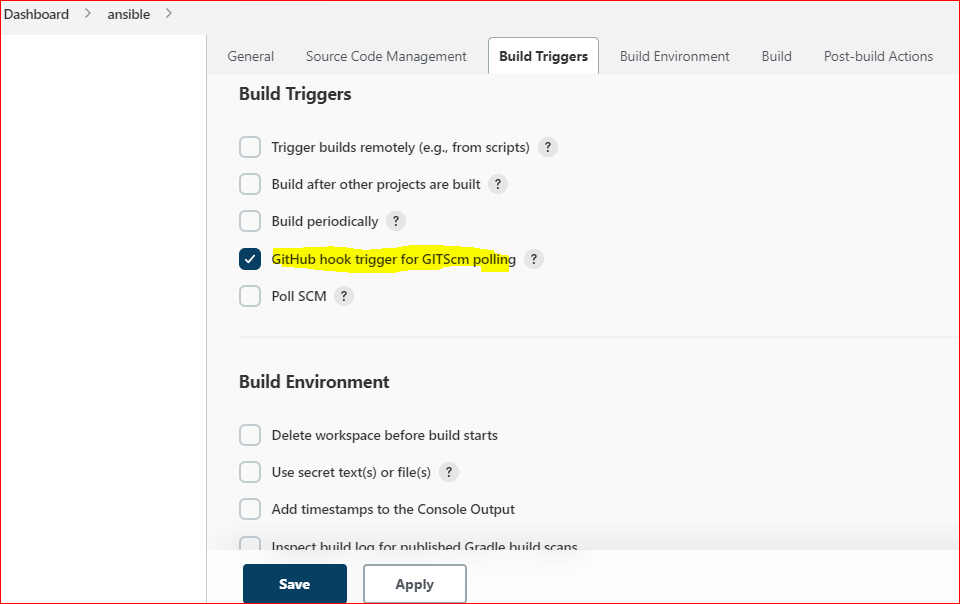 Dashboard > ansible >
General Source Code Management Build Triggers Build Environment Build Post-build Actions
Build Triggers
Trigger builds remotely (e.g., from scripts) ?
Build after other projects are built ?
Build periodically ?
GitHub hook trigger for GITScm polling ?
Poll SCM ?
Build Environment
Delete workspace before build starts
Use secret text(s) or file(s) ?
Add timestamps to the Console Output
Inspect build log for published Gradle build scans
Save Apply